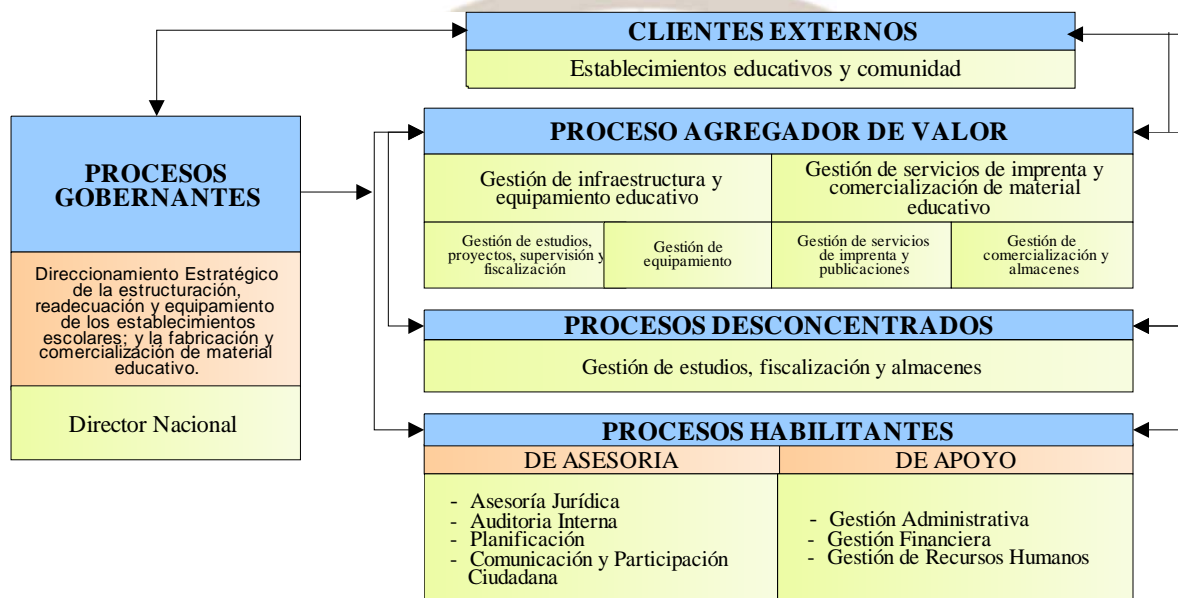 CLIENTES EXTERNOS
Establecimientos educativos y comunidad
PROCESOS
GOBERNANTES
Direccionamiento Estratégico
de la estructuración,
readecuación y equipamiento
de los establecimientos
escolares; y la fabricación y
comercialización de material
educativo.
Director Nacional
PROCESO AGREGADOR DE VALOR
Gestión de infraestructura y
equipamiento educativo
Gestión de servicios de imprenta y
comercialización de material
educativo
Gestión de estudios,
proyectos, supervisión y
fiscalización
Gestión de
equipamiento
Gestión de servicios
de imprenta y
publicaciones
Gestión de
comercialización y
almacenes
PROCESOS DESCONCENTRADOS
Gestión de estudios, fiscalización y almacenes
PROCESOS HABILITANTES
DE ASESORIA
- Asesoría Jurídica
- Auditoria Interna
- Planificación
- Comunicación y Participación
Ciudadana
DE APOYO
- Gestión Administrativa
- Gestión Financiera
- Gestión de Recursos Humanos